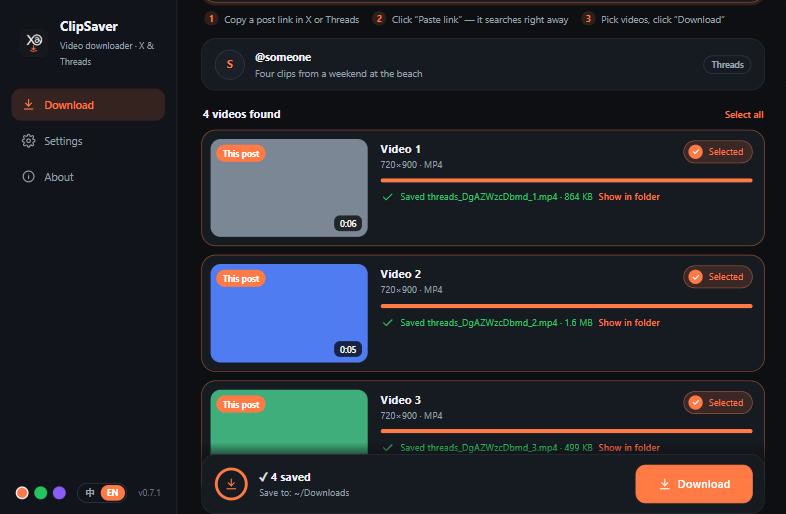 ClipSaver
Video downloader · X &
Threads
Download
Settings
About
中 EN v0.7.1
1 Copy a post link in X or Threads 2 Click “Paste link” — it searches right away 3 Pick videos, click “Download”
S
@someone
Four clips from a weekend at the beach
Threads
4 videos found
Select all
This post
0:06
Video 1
720×900 · MP4
Selected
Saved threads_DgAZWzcDbmd_1.mp4 · 864 KB Show in folder
This post
0:05
Video 2
720×900 · MP4
Selected
Saved threads_DgAZWzcDbmd_2.mp4 · 1.6 MB Show in folder
This post
Video 3
720×900 · MP4
Selected
Saved threads_DgAZWzcDbmd_3.mp4 · 499 KB Show in folder
✓ 4 saved
Save to: ~/Downloads
Download